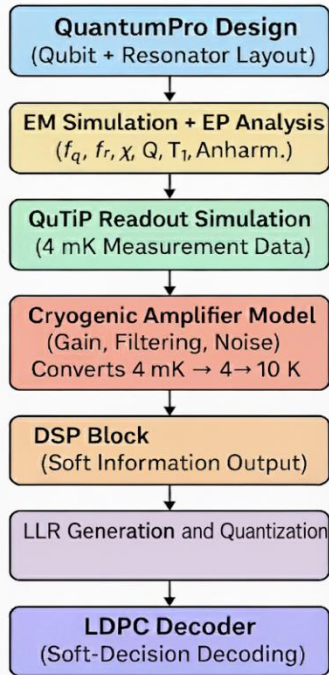 QuantumPro Design
(Qubit + Resonator Layout)
EM Simulation + EP Analysis
(f_q, f_r, χ, Q, T₁, Anharm.)
QuTiP Readout Simulation
(4 mK Measurement Data)
Cryogenic Amplifier Model
(Gain, Filtering, Noise)
Converts 4 mK → 4→ 10 K
DSP Block
(Soft Information Output)
LLR Generation and Quantization
LDPC Decoder
(Soft-Decision Decoding)